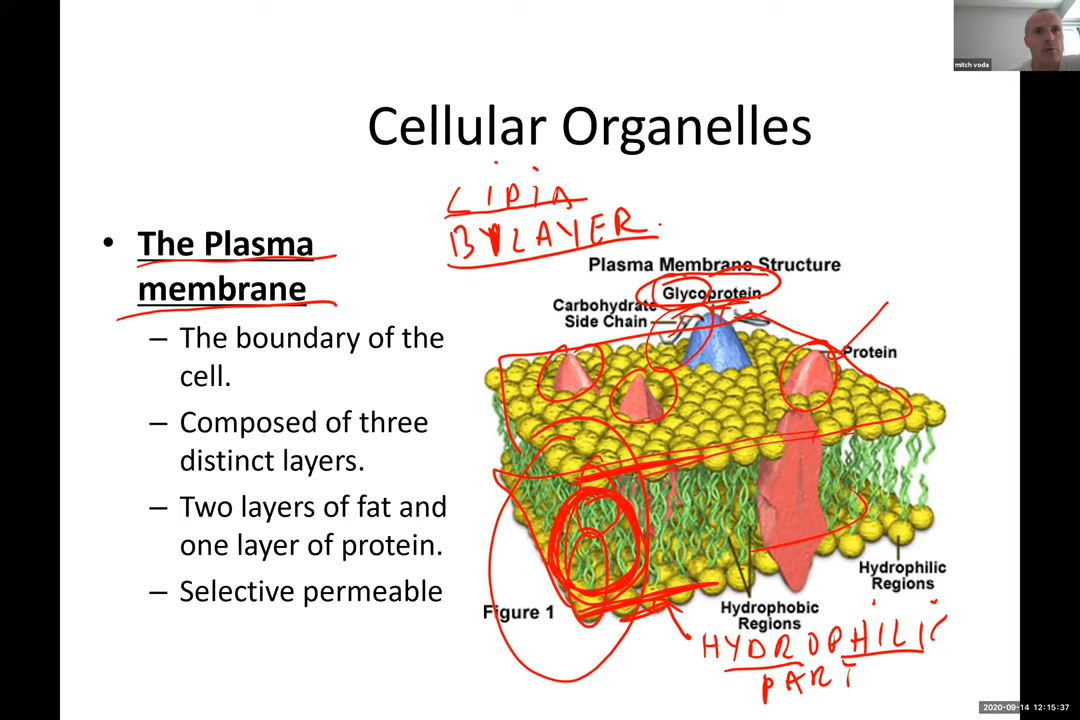 mitch voda
Cellular Organelles
LIPID
BYLAYER
• The Plasma
membrane
– The boundary of the
cell.
– Composed of three
distinct layers.
– Two layers of fat and
one layer of protein.
– Selective permeable
Plasma Membrane Structure
Glycoprotein
Carbohydrate
Side Chain
Protein
Hydrophilic
Regions
Hydrophobic
Regions
Figure 1
HYDROPHILIC
PART
2020-09-14 12:15:37